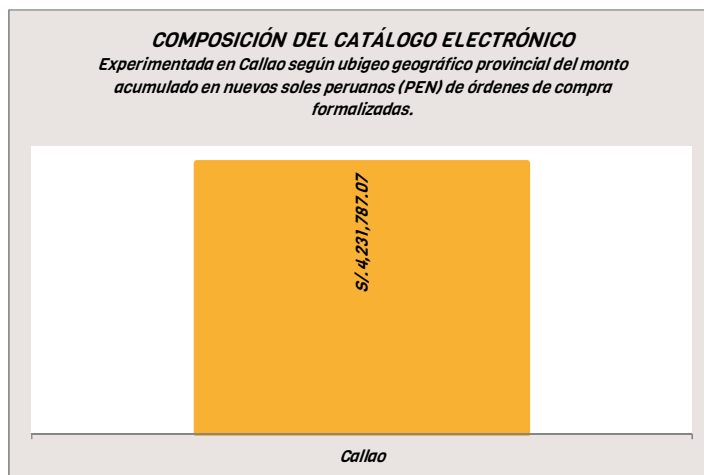 COMPOSICIÓN DEL CATÁLOGO ELECTRÓNICO
Experimentada en Callao según ubigeo geográfico provincial del monto
acumulado en nuevos soles peruanos (PEN) de órdenes de compra
formalizadas.
S/. 4,231,787.07
Callao